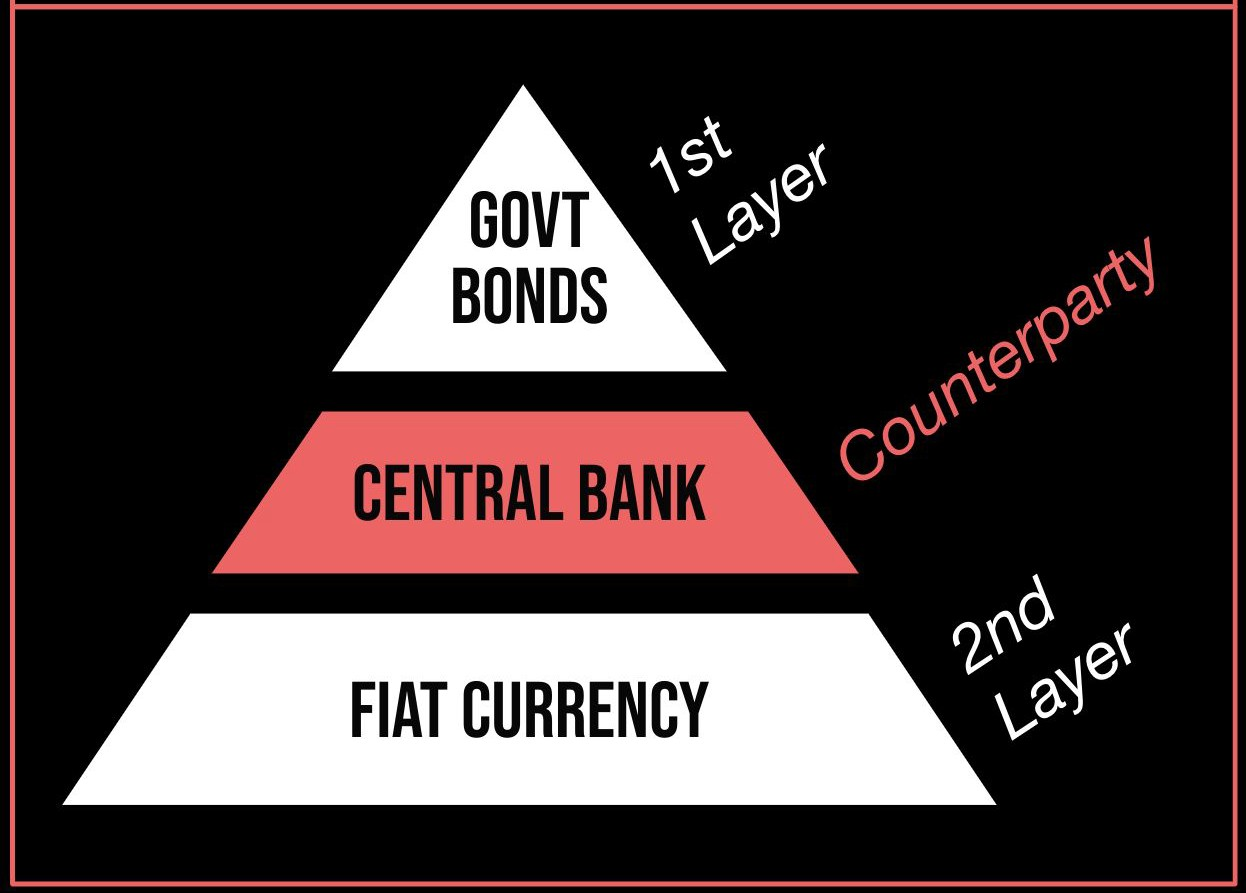 GOVT
BONDS
1st
Layer
CENTRAL BANK
Counterparty
FIAT CURRENCY
2nd
Layer